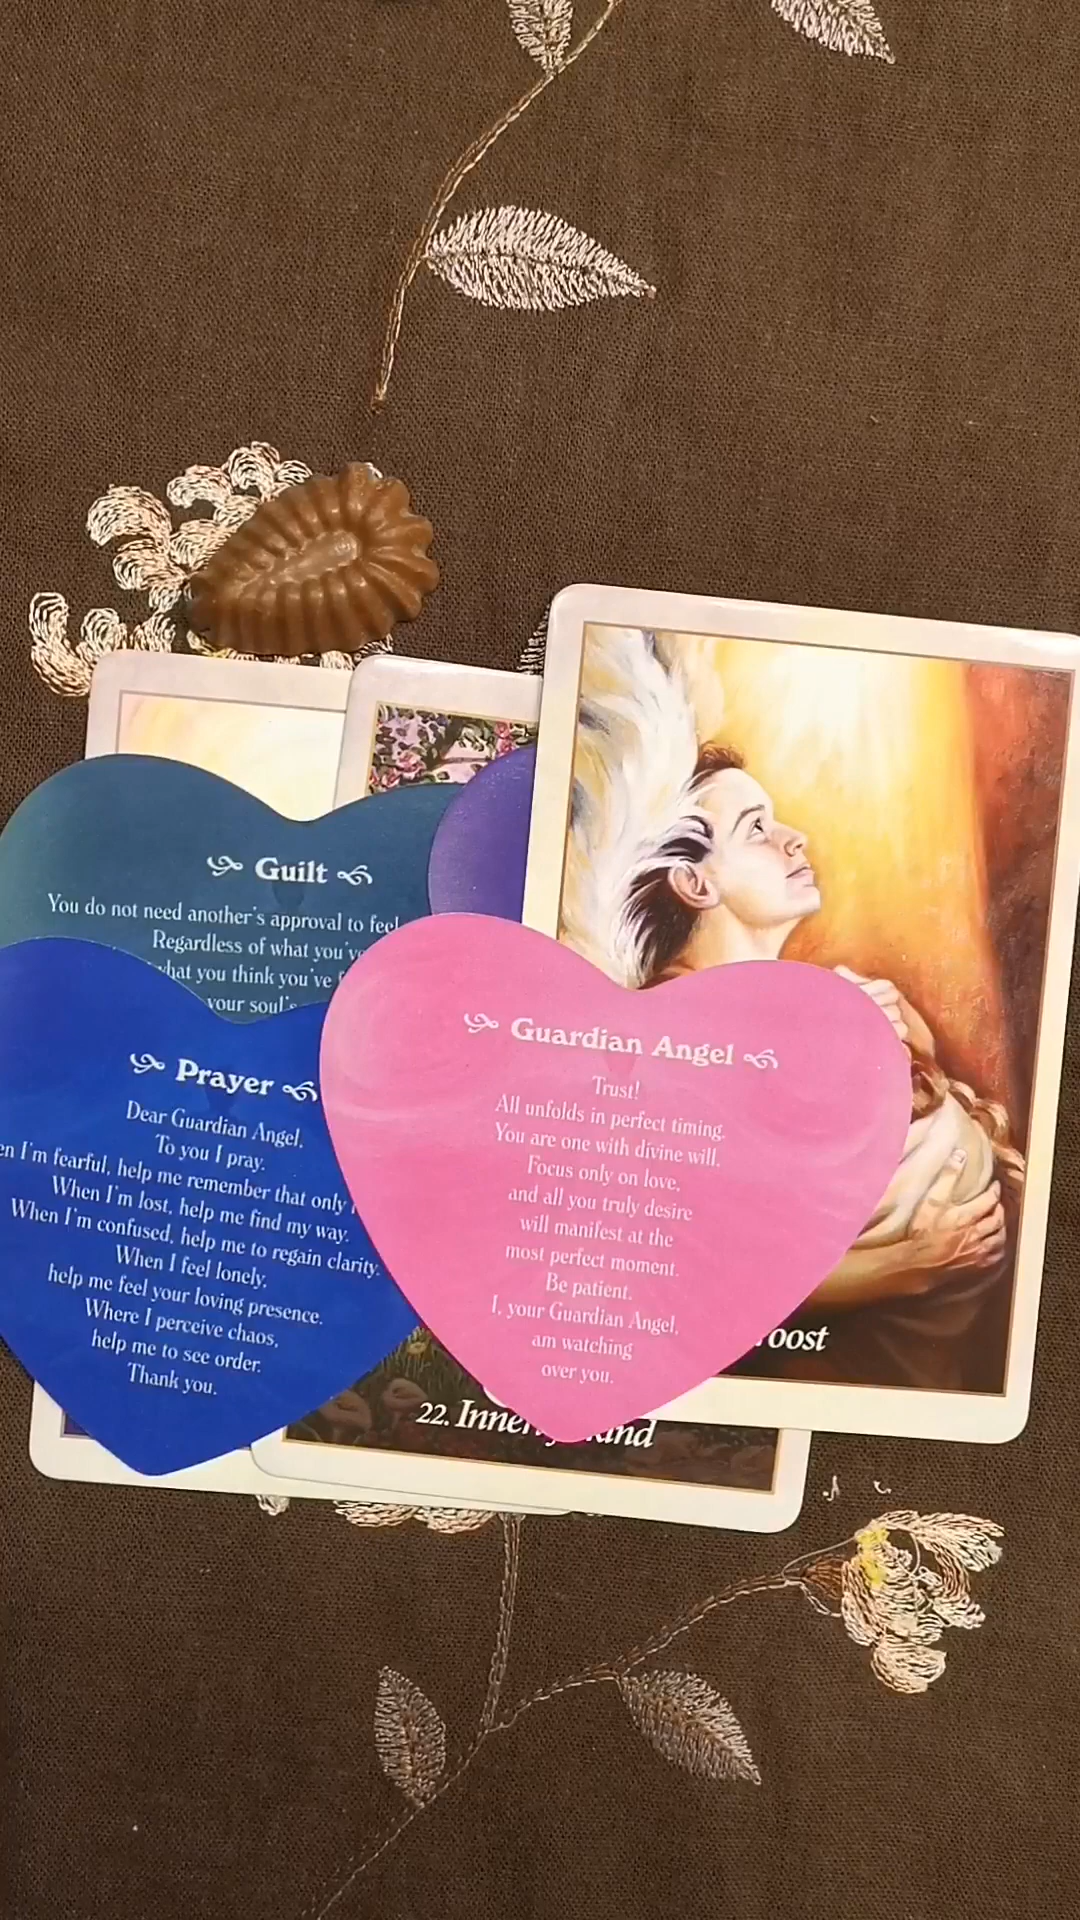 Guilt
You do not need another's approval to feel
Regardless of what you've
what you think you've
your soul's
Prayer
Dear Guardian Angel,
To you I pray.
I'm fearful, help me remember that only
When I'm lost, help me find my way.
When I'm confused, help me to regain clarity.
When I feel lonely,
help me feel your loving presence.
Where I perceive chaos,
help me to see order.
Thank you.
Guardian Angel
Trust!
All unfolds in perfect timing.
You are one with divine will.
Focus only on love,
and all you truly desire
will manifest at the
most perfect moment.
Be patient.
I, your Guardian Angel,
am watching
over you.
22. Inner